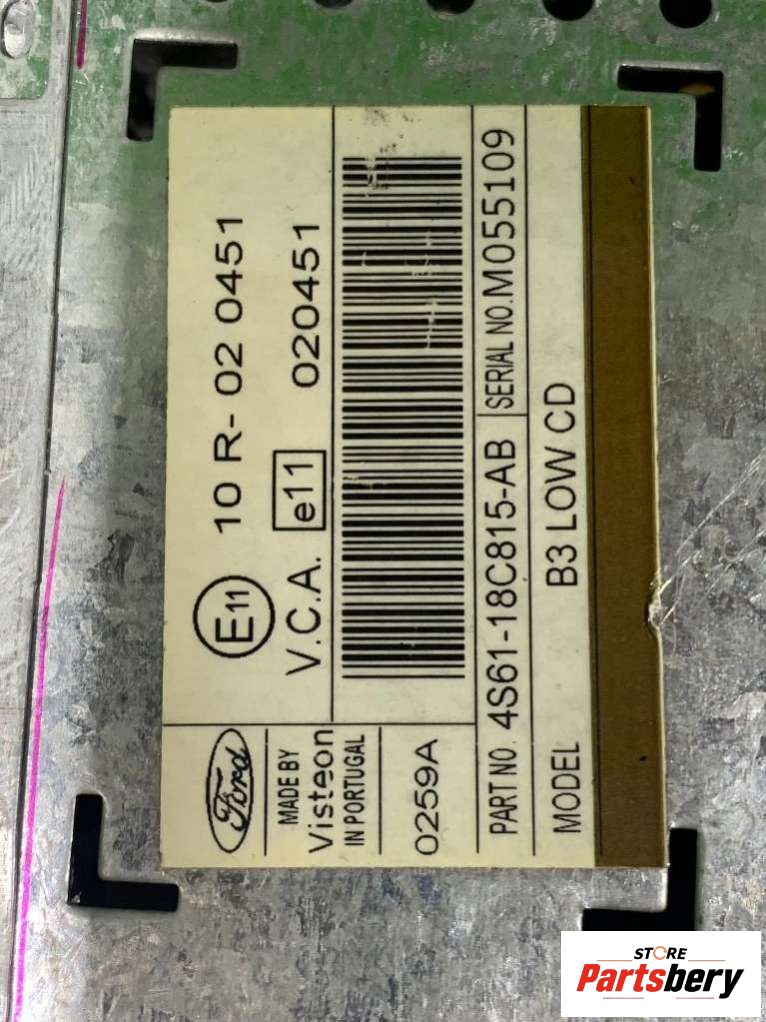 Ford
MADE BY
Visteon
IN PORTUGAL
0259A
E11 10 R- 02 0451
V.C.A. e11 020451
PART NO. 4S61-18C815-AB SERIAL NO. M055109
MODEL B3 LOW CD
STORE
Partsbery